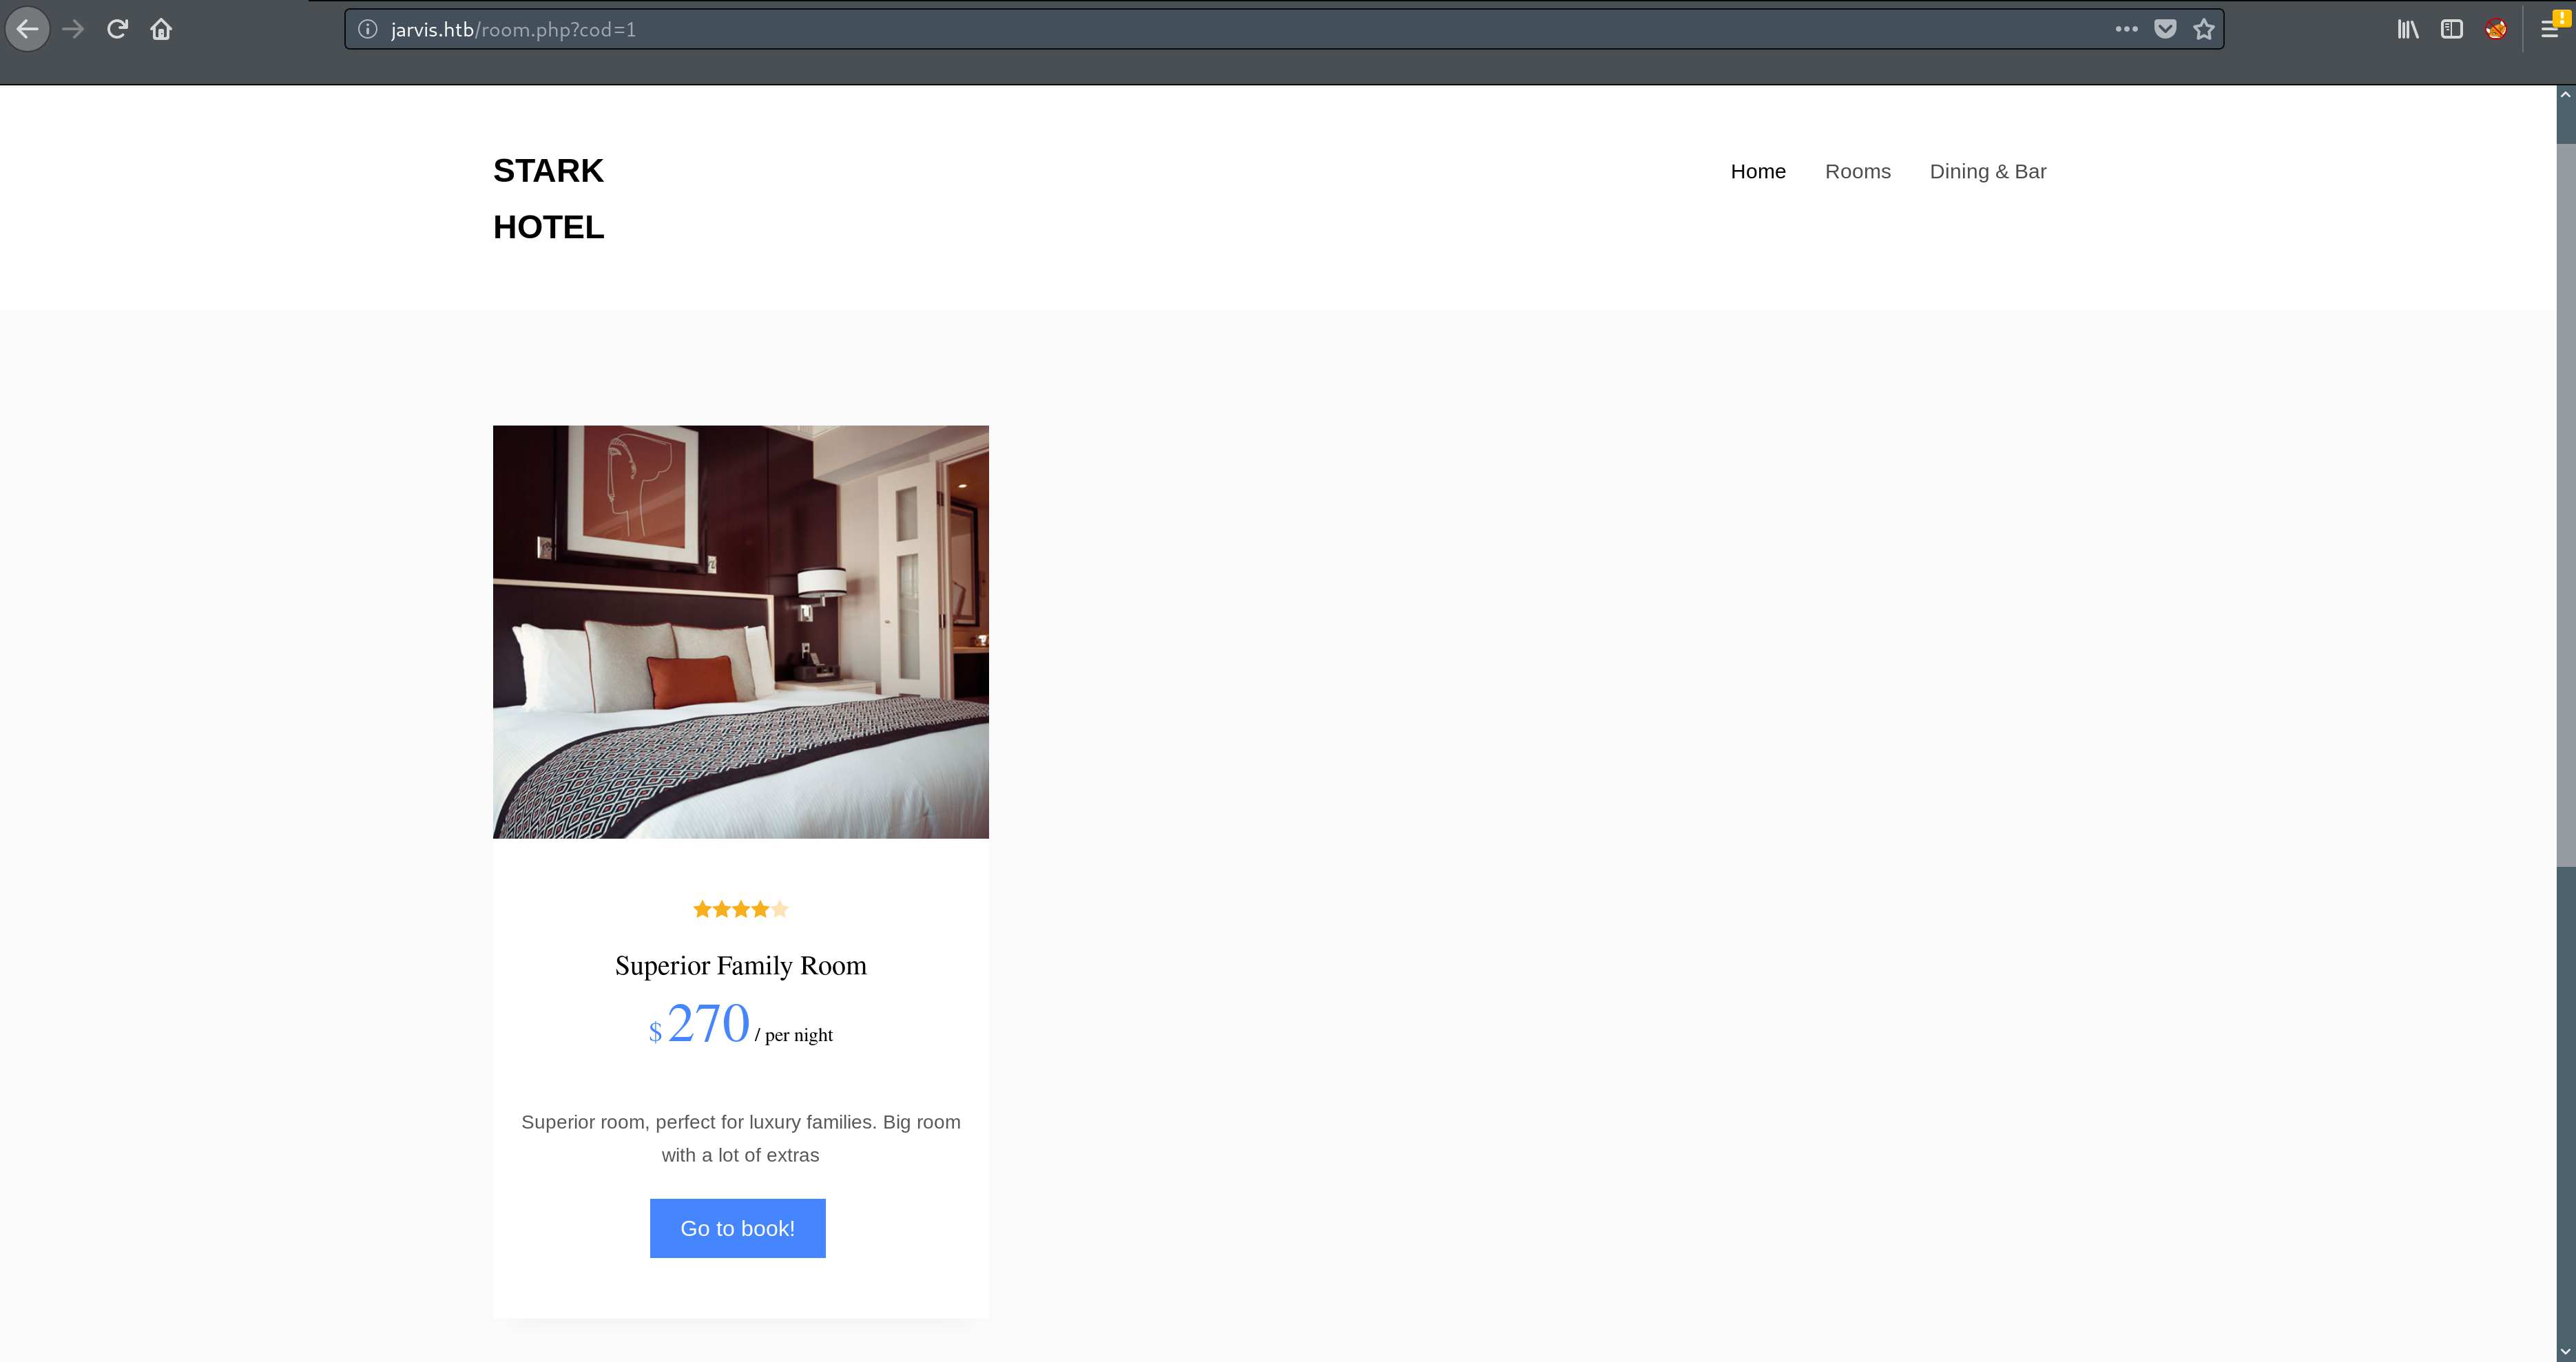 jarvis.htb/room.php?cod=1
STARK
HOTEL
Home Rooms Dining & Bar
Superior Family Room
$ 270 / per night
Superior room, perfect for luxury families. Big room
with a lot of extras
Go to book!